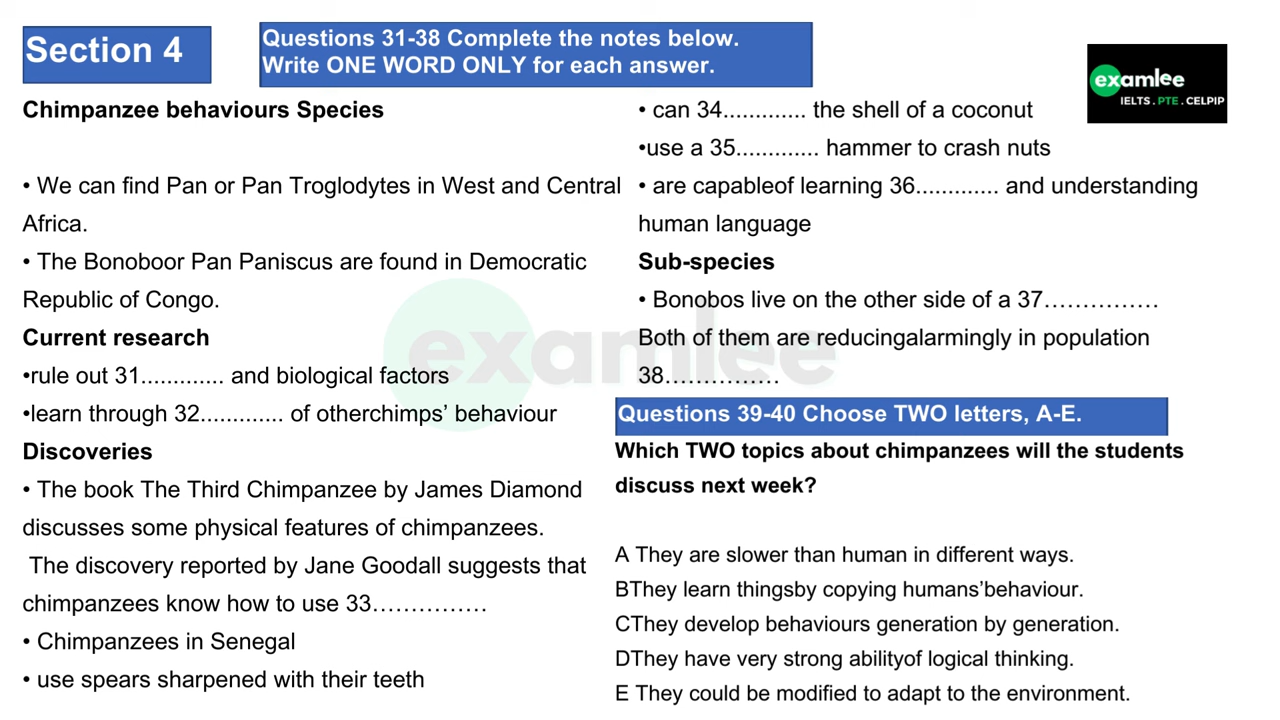 Section 4
Questions 31-38 Complete the notes below.
Write ONE WORD ONLY for each answer.
examlee
IELTS . PTE . CELPIP
Chimpanzee behaviours Species
• We can find Pan or Pan Troglodytes in West and Central
Africa.
• The Bonoboor Pan Paniscus are found in Democratic
Republic of Congo.
Current research
•rule out 31............. and biological factors
•learn through 32............. of otherchimps’ behaviour
Discoveries
• The book The Third Chimpanzee by James Diamond
discusses some physical features of chimpanzees.
The discovery reported by Jane Goodall suggests that
chimpanzees know how to use 33……………
• Chimpanzees in Senegal
• use spears sharpened with their teeth
• can 34............. the shell of a coconut
•use a 35............. hammer to crash nuts
• are capableof learning 36............. and understanding
human language
Sub-species
• Bonobos live on the other side of a 37……………
Both of them are reducingalarmingly in population
38……………
examlee
Questions 39-40 Choose TWO letters, A-E.
Which TWO topics about chimpanzees will the students
discuss next week?
A They are slower than human in different ways.
BThey learn thingsby copying humans’behaviour.
CThey develop behaviours generation by generation.
DThey have very strong abilityof logical thinking.
E They could be modified to adapt to the environment.